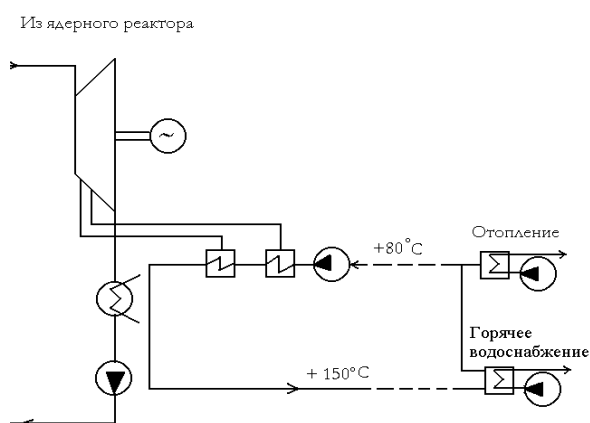 Из ядерного реактора
~
+80°C
Отопление
Горячее
водоснабжение
+ 150°C